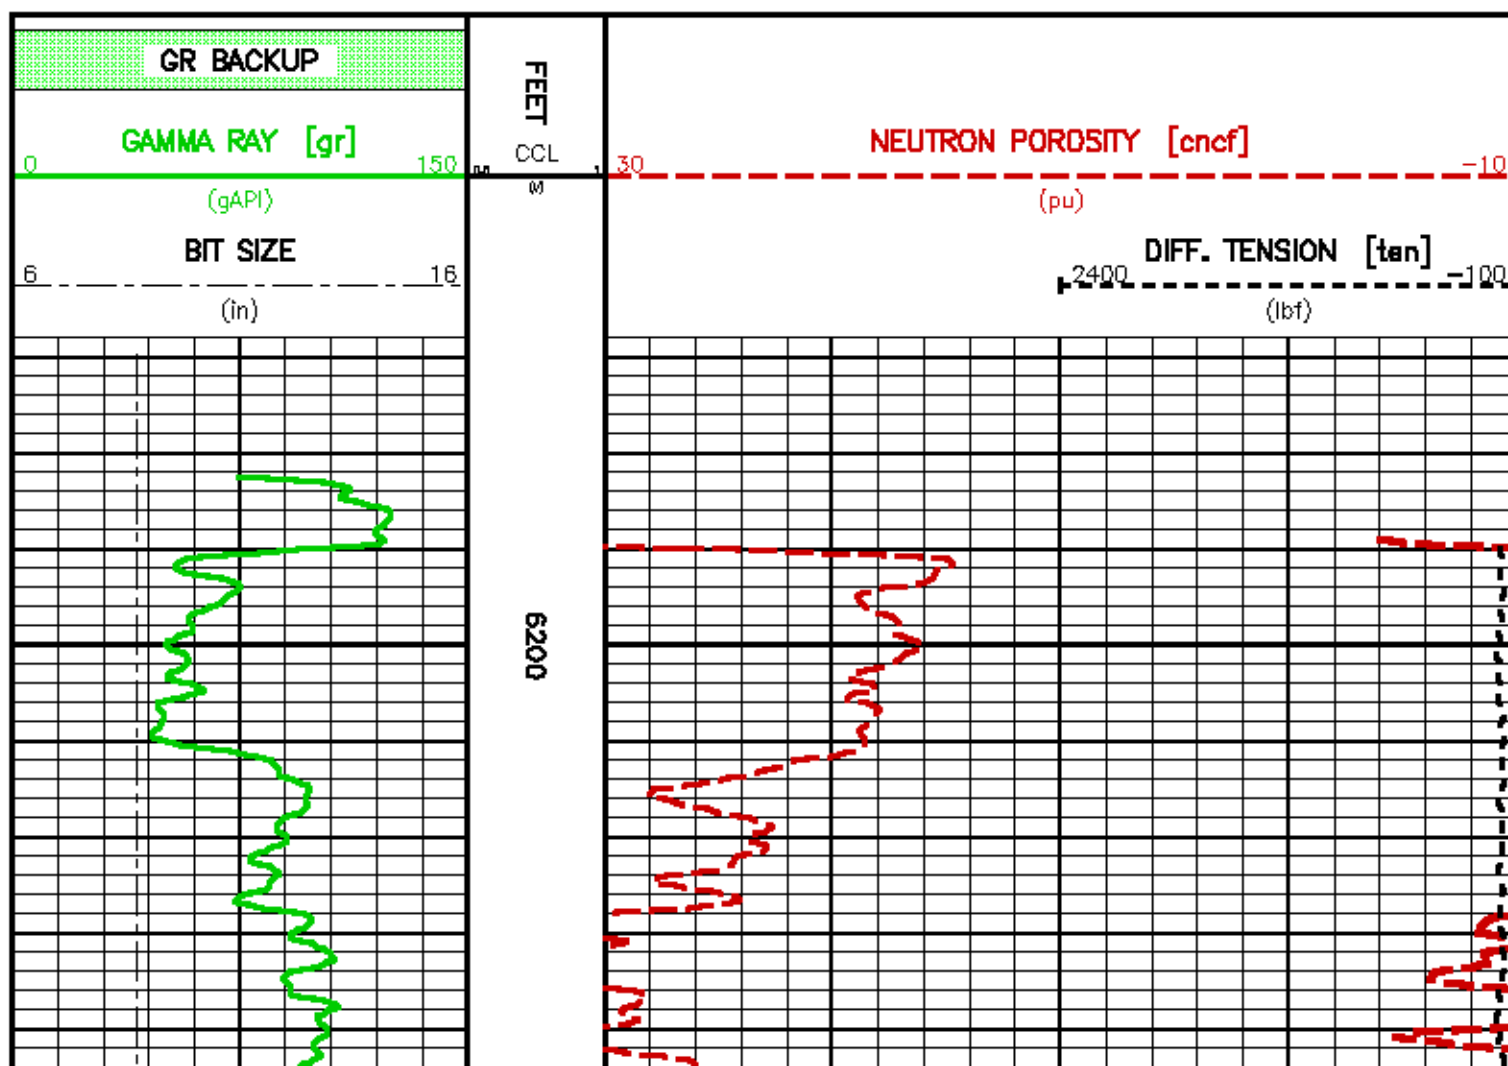 GR BACKUP
GAMMA RAY [gr]
0 150
(gAPI)
BIT SIZE
6 16
(in)
FEET
CCL
6200
NEUTRON POROSITY [cncf]
30 -10
(pu)
DIFF. TENSION [ten]
2400 -100
(lbf)